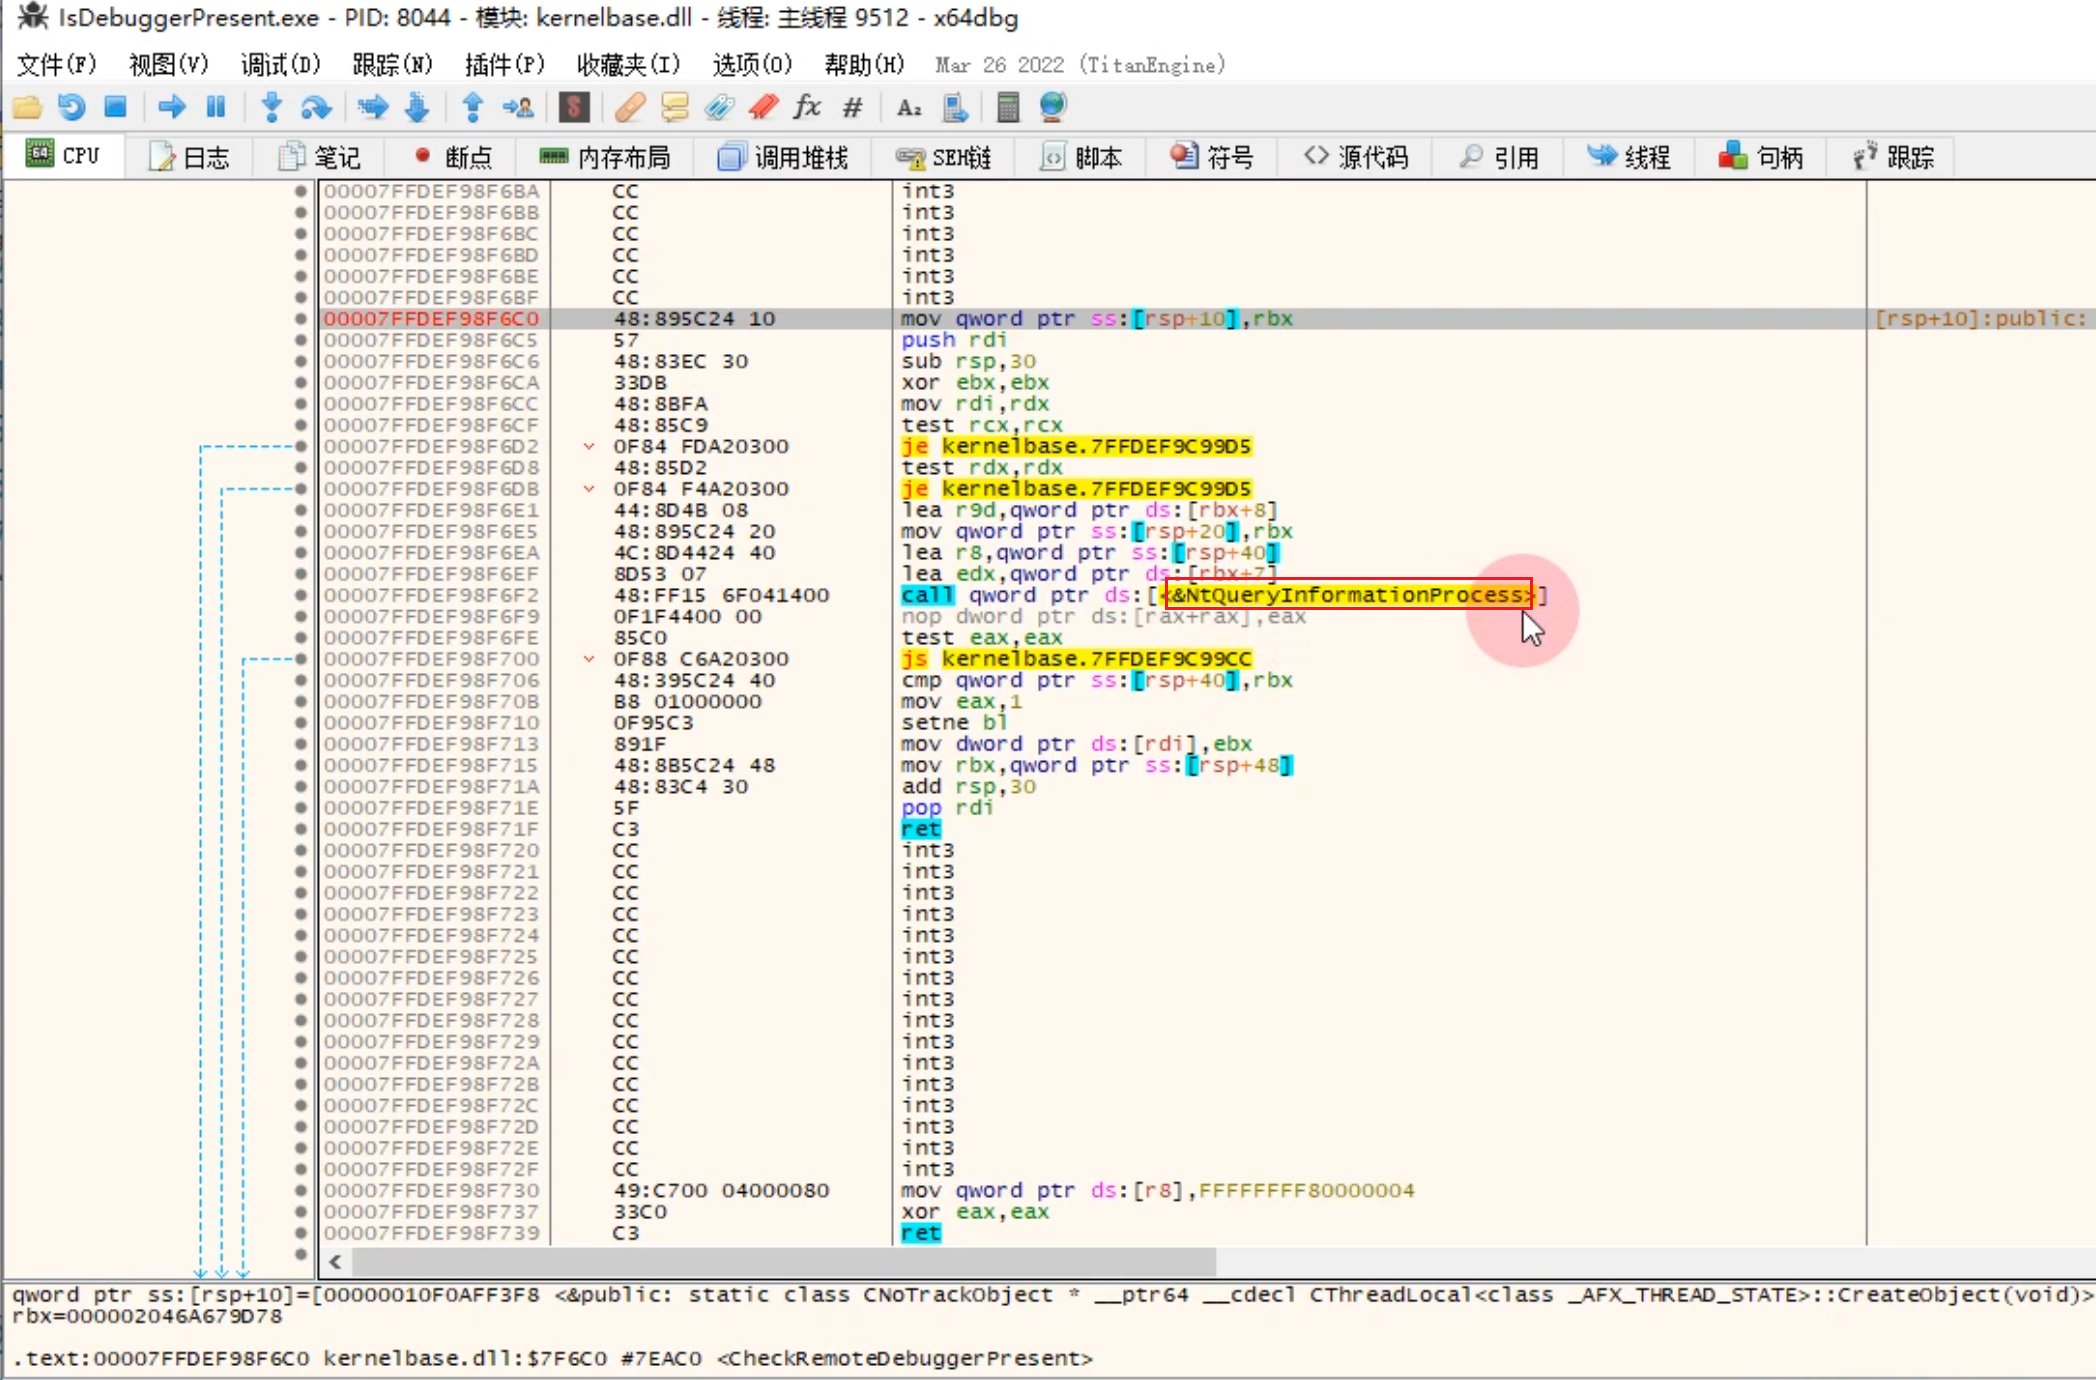 IsDebuggerPresent.exe - PID: 8044 - 模块: kernelbase.dll - 线程: 主线程 9512 - x64dbg
文件(F) 视图(V) 调试(D) 跟踪(N) 插件(P) 收藏夹(I) 选项(O) 帮助(H) Mar 26 2022 (TitanEngine)
CPU 日志 笔记 断点 内存布局 调用堆栈 SEH链 脚本 符号 源代码 引用 线程 句柄 跟踪
00007FFDEF98F6BA CC int3
00007FFDEF98F6BB CC int3
00007FFDEF98F6BC CC int3
00007FFDEF98F6BD CC int3
00007FFDEF98F6BE CC int3
00007FFDEF98F6BF CC int3
00007FFDEF98F6C0 48:895C24 10 mov qword ptr ss:[rsp+10],rbx [rsp+10]:public:
00007FFDEF98F6C5 57 push rdi
00007FFDEF98F6C6 48:83EC 30 sub rsp,30
00007FFDEF98F6CA 33DB xor ebx,ebx
00007FFDEF98F6CC 48:8BFA mov rdi,rdx
00007FFDEF98F6CF 48:85C9 test rcx,rcx
00007FFDEF98F6D2 0F84 FDA20300 je kernelbase.7FFDEF9C99D5
00007FFDEF98F6D8 48:85D2 test rdx,rdx
00007FFDEF98F6DB 0F84 F4A20300 je kernelbase.7FFDEF9C99D5
00007FFDEF98F6E1 44:8D4B 08 lea r9d,qword ptr ds:[rbx+8]
00007FFDEF98F6E5 48:895C24 20 mov qword ptr ss:[rsp+20],rbx
00007FFDEF98F6EA 4C:8D4424 40 lea r8,qword ptr ss:[rsp+40]
00007FFDEF98F6EF 8D53 07 lea edx,qword ptr ds:[rbx+7]
00007FFDEF98F6F2 48:FF15 6F041400 call qword ptr ds:[<&NtQueryInformationProcess>]
00007FFDEF98F6F9 0F1F4400 00 nop dword ptr ds:[rax+rax],eax
00007FFDEF98F6FE 85C0 test eax,eax
00007FFDEF98F700 0F88 C6A20300 js kernelbase.7FFDEF9C99CC
00007FFDEF98F706 48:395C24 40 cmp qword ptr ss:[rsp+40],rbx
00007FFDEF98F70B B8 01000000 mov eax,1
00007FFDEF98F710 0F95C3 setne bl
00007FFDEF98F713 891F mov dword ptr ds:[rdi],ebx
00007FFDEF98F715 48:8B5C24 48 mov rbx,qword ptr ss:[rsp+48]
00007FFDEF98F71A 48:83C4 30 add rsp,30
00007FFDEF98F71E 5F pop rdi
00007FFDEF98F71F C3 ret
00007FFDEF98F720 CC int3
00007FFDEF98F721 CC int3
00007FFDEF98F722 CC int3
00007FFDEF98F723 CC int3
00007FFDEF98F724 CC int3
00007FFDEF98F725 CC int3
00007FFDEF98F726 CC int3
00007FFDEF98F727 CC int3
00007FFDEF98F728 CC int3
00007FFDEF98F729 CC int3
00007FFDEF98F72A CC int3
00007FFDEF98F72B CC int3
00007FFDEF98F72C CC int3
00007FFDEF98F72D CC int3
00007FFDEF98F72E CC int3
00007FFDEF98F72F CC int3
00007FFDEF98F730 49:C700 04000080 mov qword ptr ds:[r8],FFFFFFFF80000004
00007FFDEF98F737 33C0 xor eax,eax
00007FFDEF98F739 C3 ret
qword ptr ss:[rsp+10]=[00000010F0AFF3F8 <&public: static class CNoTrackObject * __ptr64 __cdecl CThreadLocal<class _AFX_THREAD_STATE>::CreateObject(void)>
rbx=000002046A679D78
.text:00007FFDEF98F6C0 kernelbase.dll:$7F6C0 #7EAC0 <CheckRemoteDebuggerPresent>